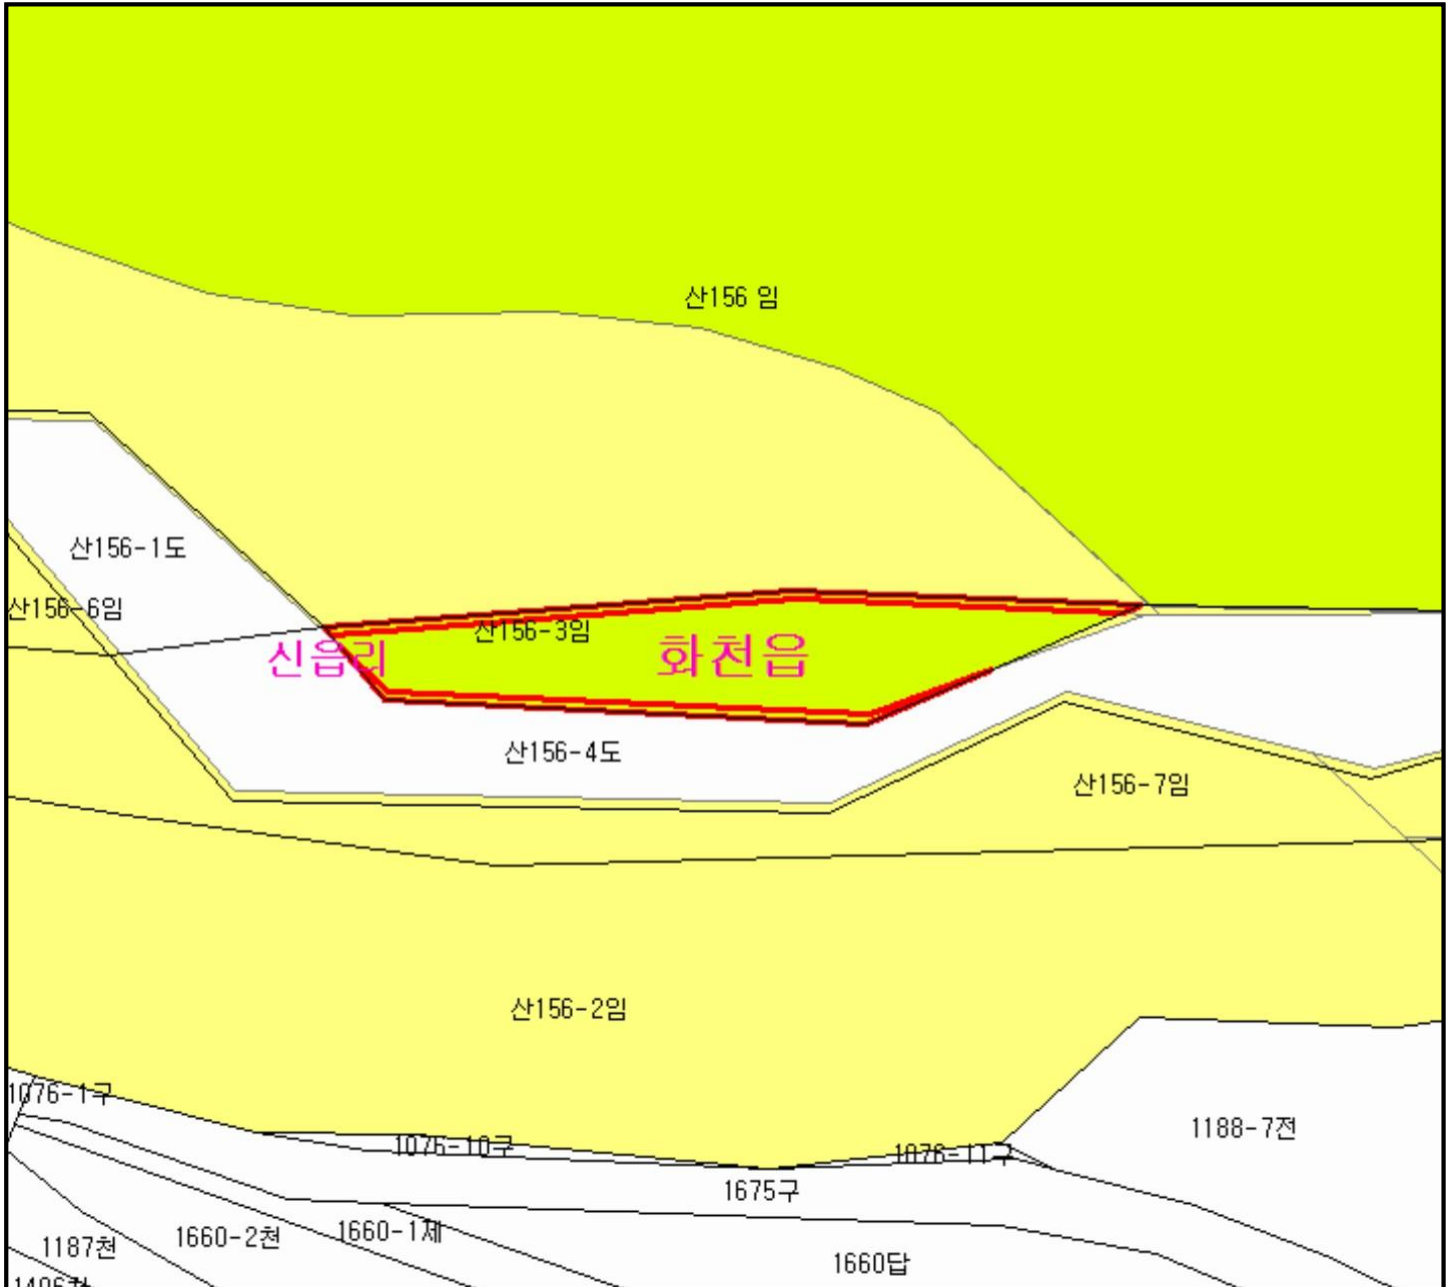 산156 임
산156-1도
산156-6임
산156-3임
신읍리
화천읍
산156-4도
산156-7임
산156-2임
1076-1구
1188-7전
1076-10구
1076-11구
1675구
1660-2천
1660-1제
1187천
1660답